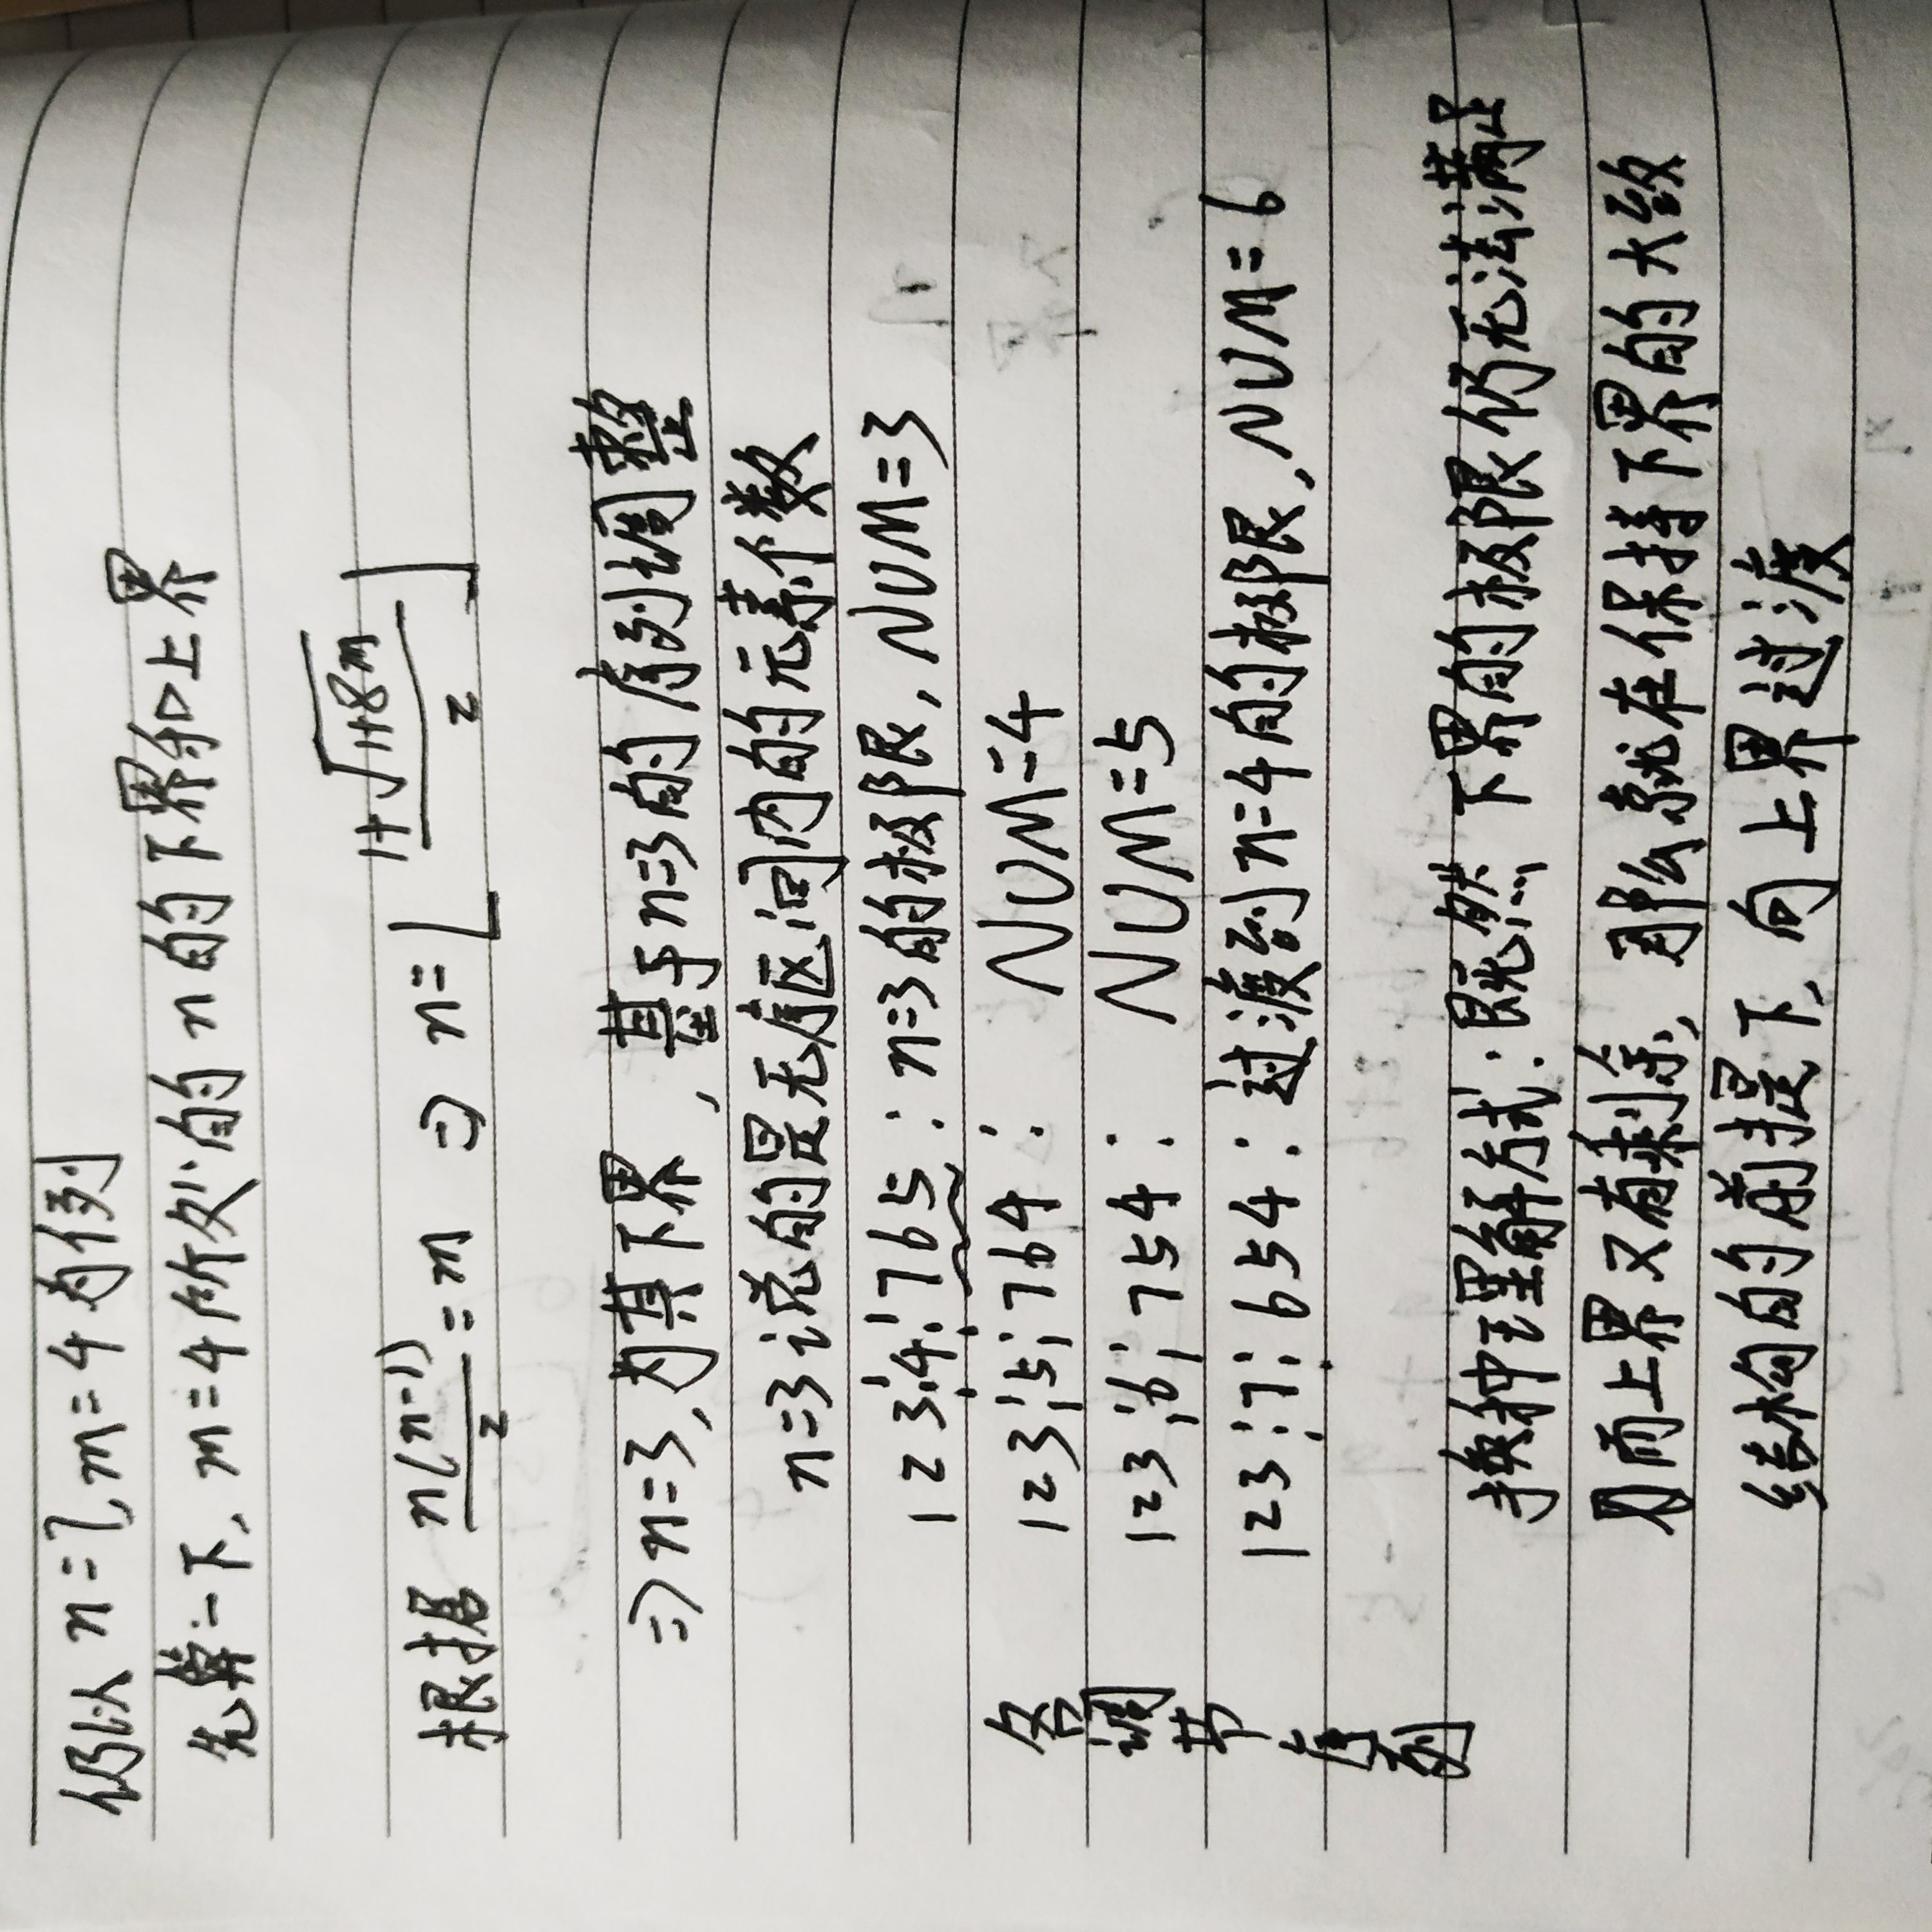 仍以 n=7, m=4 为例
先算一下, m=4 所处的 n 的下界和上界
根据 n(n-1)/2 = m ⇒ n=⌊(1+√(1+8m))/2⌋
⇒ n=3, 为其下界, 基于 n=3 的序列调整
n=3 说的是无序区间内的元素个数
1 2 3 ¦ 4 ¦ 7 6 5 : n=3 的极限, NUM=3
1 2 3 ¦ 5 ¦ 7 6 4 : NUM=4
1 2 3 ¦ 6 ¦ 7 5 4 : NUM=5
1 2 3 ¦ 7 ¦ 6 5 4 : 过渡到 n=4 的极限, NUM=6
各调节序列
换种理解方式: 既然下界的极限仍无法满足
而上界又有剩余, 那么就在保持下界的大致
结构的前提下, 向上界过渡